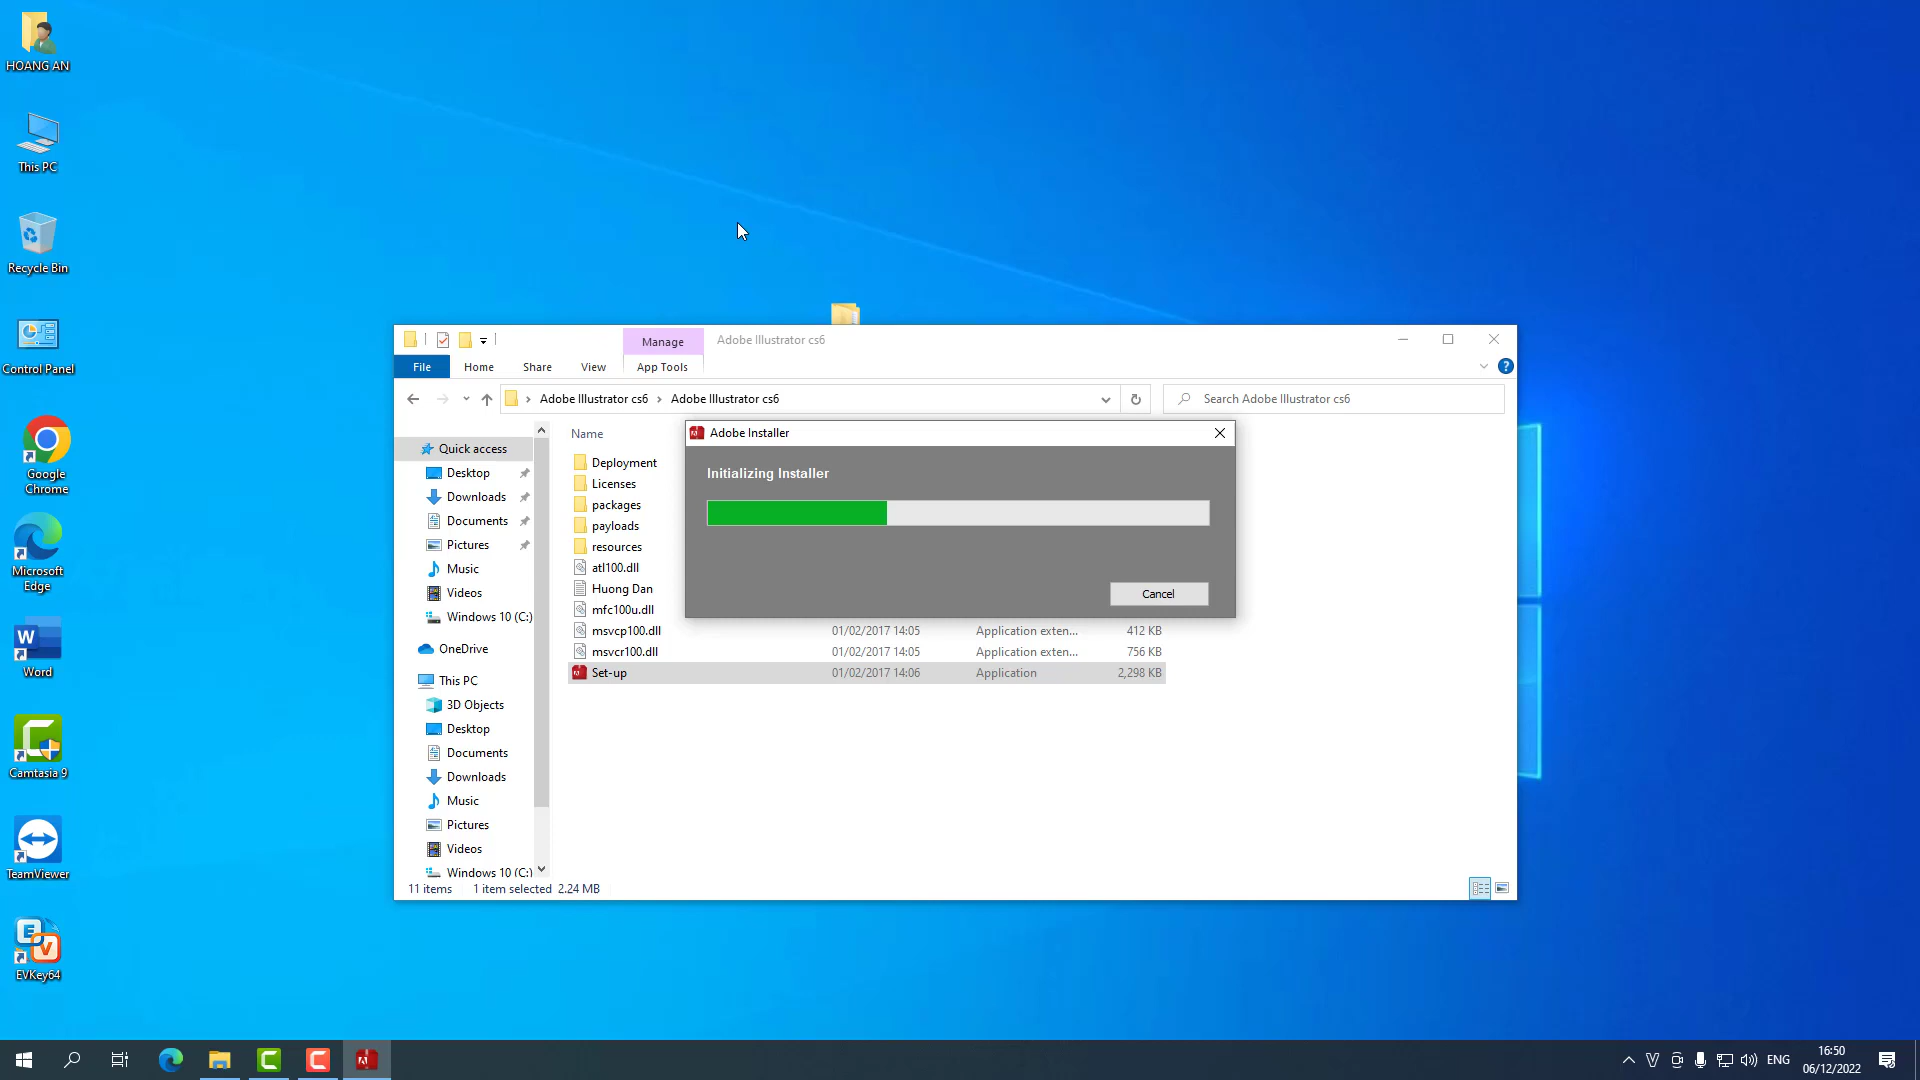 HOANG AN
This PC
Recycle Bin
Control Panel
Google
Chrome
Microsoft
Edge
Word
Camtasia 9
TeamViewer
EVKey64
Manage
Adobe Illustrator cs6
File
Home
Share
View
App Tools
Adobe Illustrator cs6 › Adobe Illustrator cs6
Search Adobe Illustrator cs6
Quick access
Desktop
Downloads
Documents
Pictures
Music
Videos
Windows 10 (C:)
OneDrive
This PC
3D Objects
Desktop
Documents
Downloads
Music
Pictures
Videos
Windows 10 (C:)
Name
Deployment
Licenses
packages
payloads
resources
atl100.dll
Huong Dan
mfc100u.dll
msvcp100.dll 01/02/2017 14:05 Application exten... 412 KB
msvcr100.dll 01/02/2017 14:05 Application exten... 756 KB
Set-up 01/02/2017 14:06 Application 2,298 KB
Adobe Installer
Initializing Installer
Cancel
11 items 1 item selected 2.24 MB
ENG
16:50
06/12/2022